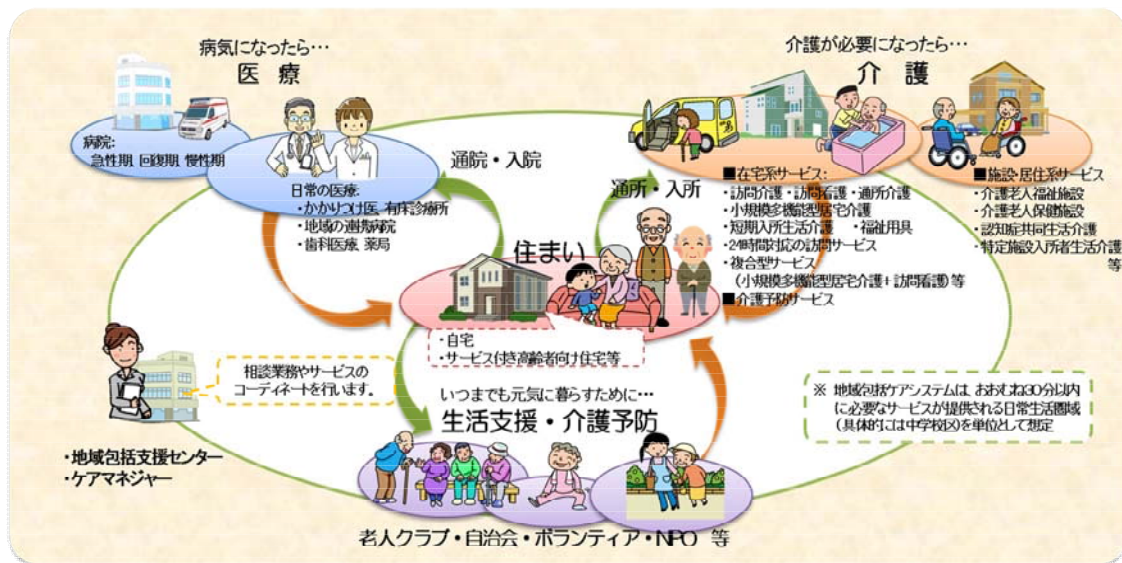 病気になったら…
医 療
病院:
急性期、回復期、慢性期
日常の医療:
・かかりつけ医、有床診療所
・地域の連携病院
・歯科医療、薬局
通院・入院
介護が必要になったら…
介 護
通所・入所
■在宅系サービス:
・訪問介護・訪問看護・通所介護
・小規模多機能型居宅介護
・短期入所生活介護 ・福祉用具
・24時間対応の訪問サービス
・複合型サービス
(小規模多機能型居宅介護+訪問看護)等
■介護予防サービス
■施設・居住系サービス
・介護老人福祉施設
・介護老人保健施設
・認知症共同生活介護
・特定施設入所者生活介護
等
住まい
・自宅
・サービス付き高齢者向け住宅等
相談業務やサービスの
コーディネートを行います。
・地域包括支援センター
・ケアマネジャー
いつまでも元気に暮らすために…
生活支援・介護予防
老人クラブ・自治会・ボランティア・NPO 等
※ 地域包括ケアシステムは、おおむね30分以内
に必要なサービスが提供される日常生活圏域
(具体的には中学校区)を単位として想定